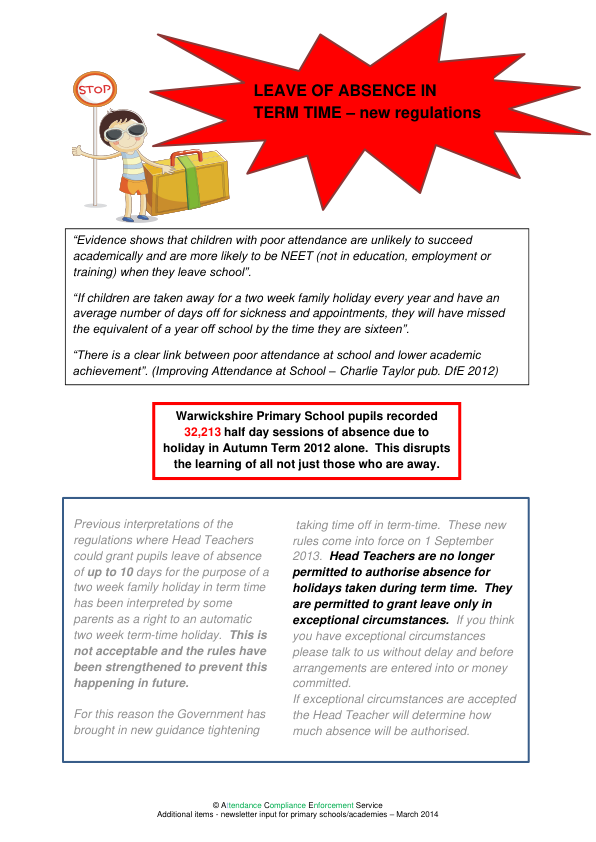 STOP
LEAVE OF ABSENCE IN
TERM TIME – new regulations
“Evidence shows that children with poor attendance are unlikely to succeed
academically and are more likely to be NEET (not in education, employment or
training) when they leave school”.
“If children are taken away for a two week family holiday every year and have an
average number of days off for sickness and appointments, they will have missed
the equivalent of a year off school by the time they are sixteen”.
“There is a clear link between poor attendance at school and lower academic
achievement”. (Improving Attendance at School – Charlie Taylor pub. DfE 2012)
Warwickshire Primary School pupils recorded
32,213 half day sessions of absence due to
holiday in Autumn Term 2012 alone. This disrupts
the learning of all not just those who are away.
Previous interpretations of the
regulations where Head Teachers
could grant pupils leave of absence
of up to 10 days for the purpose of a
two week family holiday in term time
has been interpreted by some
parents as a right to an automatic
two week term-time holiday. This is
not acceptable and the rules have
been strengthened to prevent this
happening in future.
For this reason the Government has
brought in new guidance tightening
taking time off in term-time. These new
rules come into force on 1 September
2013. Head Teachers are no longer
permitted to authorise absence for
holidays taken during term time. They
are permitted to grant leave only in
exceptional circumstances. If you think
you have exceptional circumstances
please talk to us without delay and before
arrangements are entered into or money
committed.
If exceptional circumstances are accepted
the Head Teacher will determine how
much absence will be authorised.
© Attendance Compliance Enforcement Service
Additional items - newsletter input for primary schools/academies – March 2014